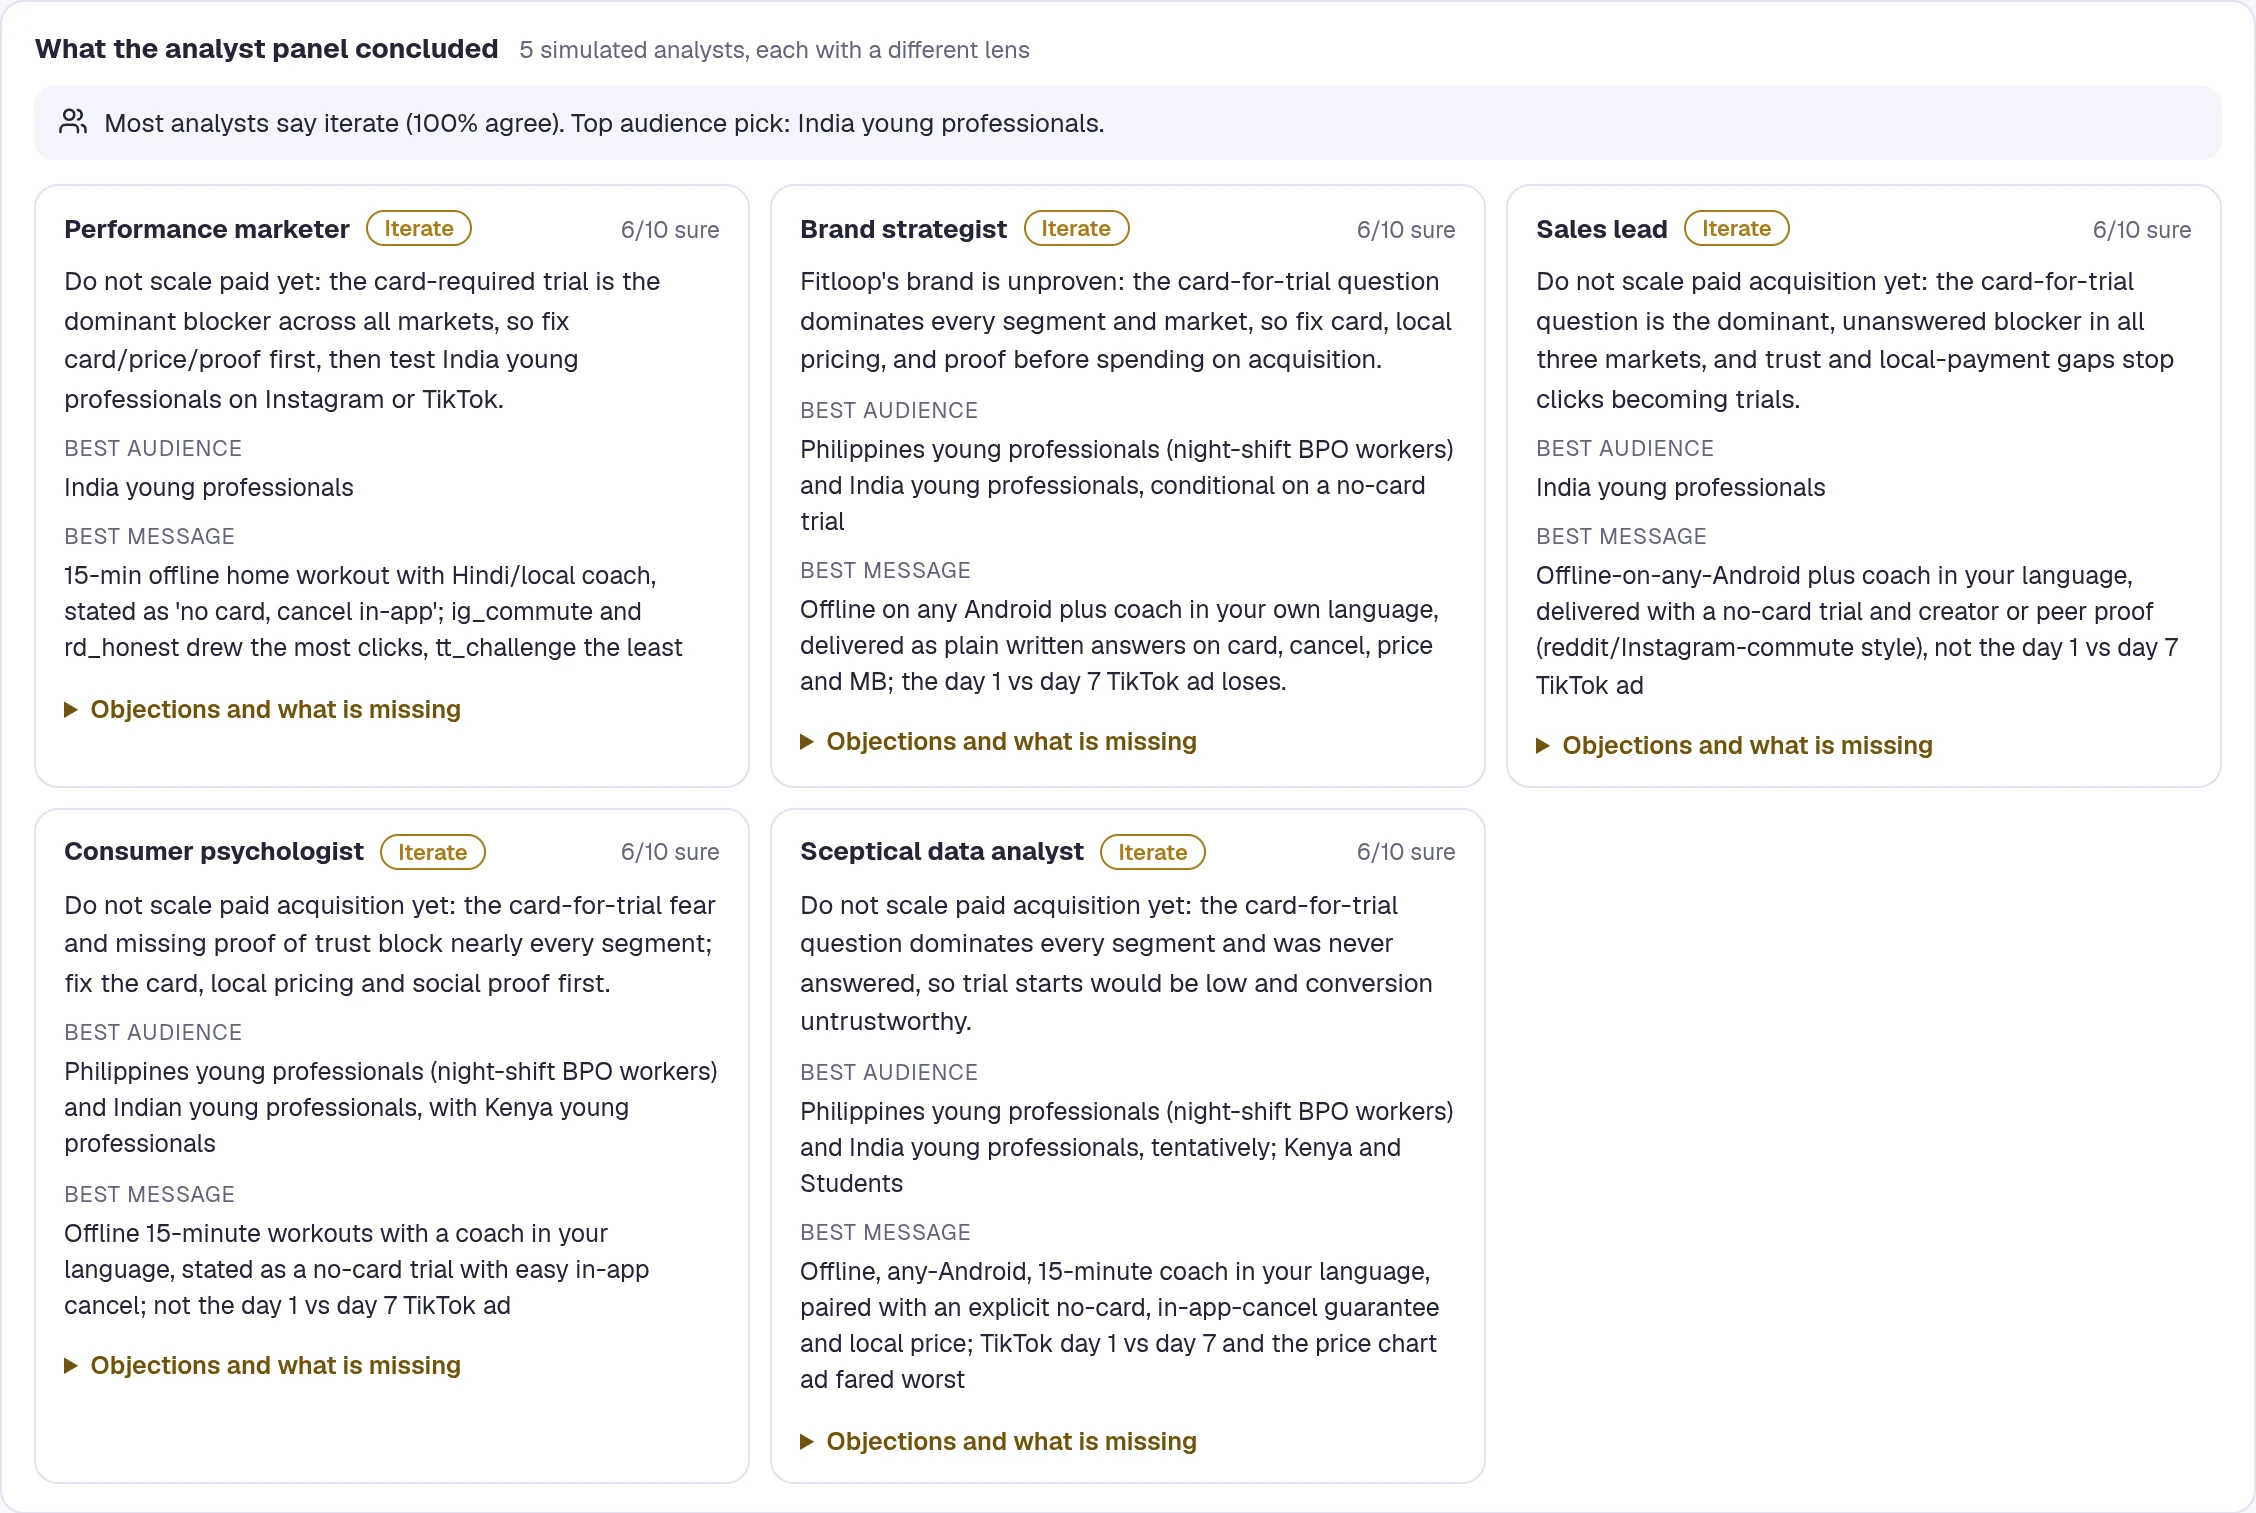 What the analyst panel concluded 5 simulated analysts, each with a different lens
Most analysts say iterate (100% agree). Top audience pick: India young professionals.
Performance marketer Iterate 6/10 sure
Do not scale paid yet: the card-required trial is the
dominant blocker across all markets, so fix
card/price/proof first, then test India young
professionals on Instagram or TikTok.
BEST AUDIENCE
India young professionals
BEST MESSAGE
15-min offline home workout with Hindi/local coach,
stated as 'no card, cancel in-app'; ig_commute and
rd_honest drew the most clicks, tt_challenge the least
▶ Objections and what is missing
Brand strategist Iterate 6/10 sure
Fitloop's brand is unproven: the card-for-trial question
dominates every segment and market, so fix card, local
pricing, and proof before spending on acquisition.
BEST AUDIENCE
Philippines young professionals (night-shift BPO workers)
and India young professionals, conditional on a no-card
trial
BEST MESSAGE
Offline on any Android plus coach in your own language,
delivered as plain written answers on card, cancel, price
and MB; the day 1 vs day 7 TikTok ad loses.
▶ Objections and what is missing
Sales lead Iterate 6/10 sure
Do not scale paid acquisition yet: the card-for-trial
question is the dominant, unanswered blocker in all
three markets, and trust and local-payment gaps stop
clicks becoming trials.
BEST AUDIENCE
India young professionals
BEST MESSAGE
Offline-on-any-Android plus coach in your language,
delivered with a no-card trial and creator or peer proof
(reddit/Instagram-commute style), not the day 1 vs day 7
TikTok ad
▶ Objections and what is missing
Consumer psychologist Iterate 6/10 sure
Do not scale paid acquisition yet: the card-for-trial fear
and missing proof of trust block nearly every segment;
fix the card, local pricing and social proof first.
BEST AUDIENCE
Philippines young professionals (night-shift BPO workers)
and Indian young professionals, with Kenya young
professionals
BEST MESSAGE
Offline 15-minute workouts with a coach in your
language, stated as a no-card trial with easy in-app
cancel; not the day 1 vs day 7 TikTok ad
▶ Objections and what is missing
Sceptical data analyst Iterate 6/10 sure
Do not scale paid acquisition yet: the card-for-trial
question dominates every segment and was never
answered, so trial starts would be low and conversion
untrustworthy.
BEST AUDIENCE
Philippines young professionals (night-shift BPO workers)
and India young professionals, tentatively; Kenya and
Students
BEST MESSAGE
Offline, any-Android, 15-minute coach in your language,
paired with an explicit no-card, in-app-cancel guarantee
and local price; TikTok day 1 vs day 7 and the price chart
ad fared worst
▶ Objections and what is missing